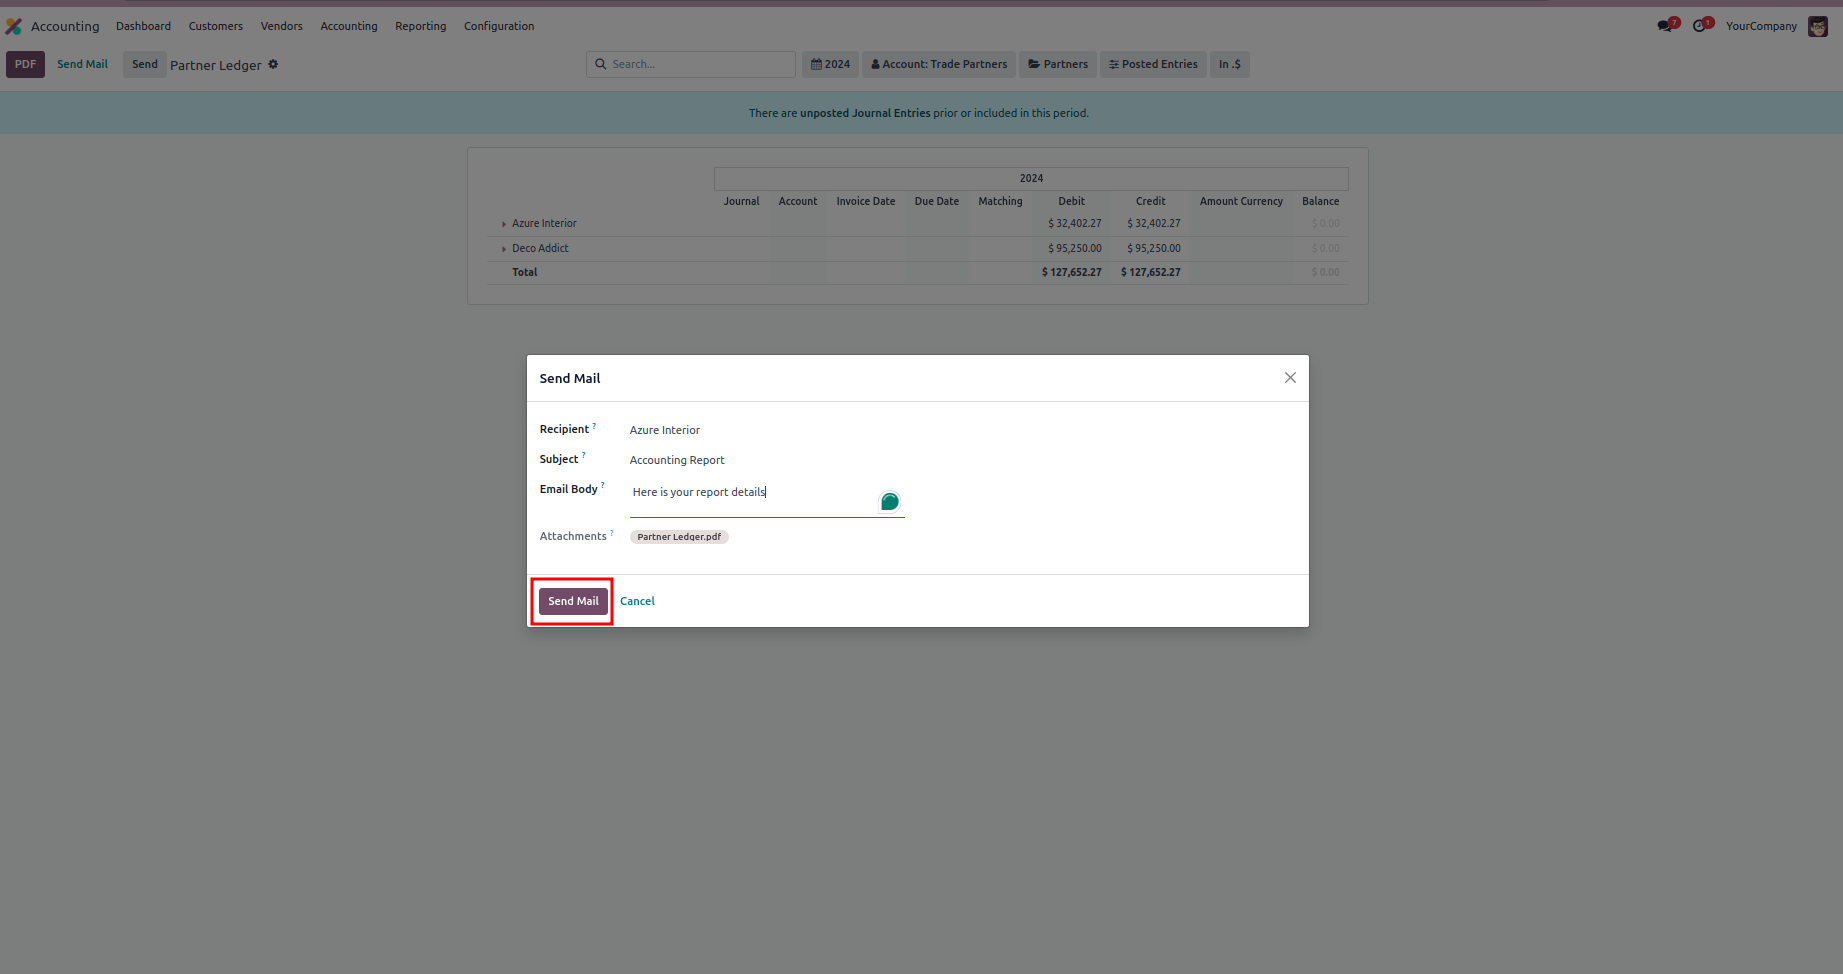 Accounting Dashboard Customers Vendors Accounting Reporting Configuration 7 1 YourCompany
PDF Send Mail Send Partner Ledger Search... 2024 Account: Trade Partners Partners Posted Entries In .$
There are unposted Journal Entries prior or included in this period.
2024
Journal Account Invoice Date Due Date Matching Debit Credit Amount Currency Balance
Azure Interior $ 32,402.27 $ 32,402.27 $ 0.00
Deco Addict $ 95,250.00 $ 95,250.00 $ 0.00
Total $ 127,652.27 $ 127,652.27 $ 0.00
Send Mail
Recipient ? Azure Interior
Subject ? Accounting Report
Email Body ? Here is your report details
Attachments ? Partner Ledger.pdf
Send Mail Cancel